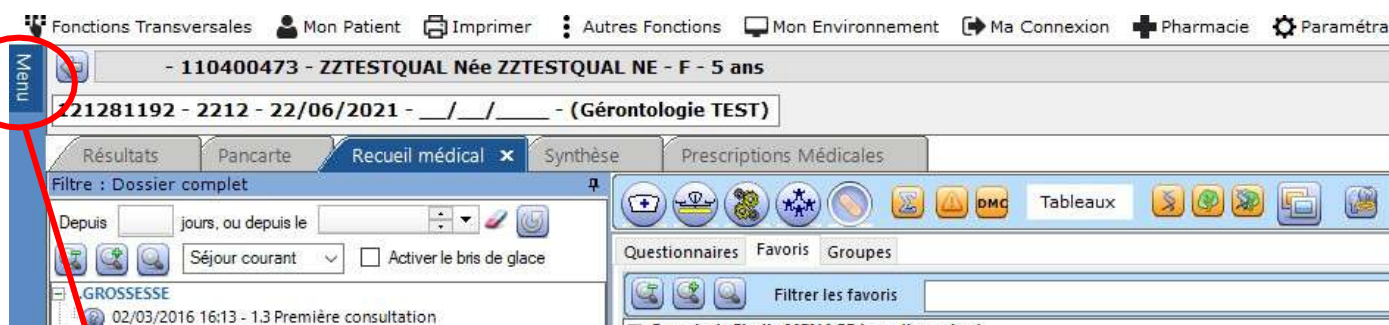 Fonctions Transversales Mon Patient Imprimer Autres Fonctions Mon Environnement Ma Connexion Pharmacie Paramétra
Menu
- 110400473 - ZZTESTQUAL Née ZZTESTQUAL NE - F - 5 ans
121281192 - 2212 - 22/06/2021 - __/__/____ - (Gérontologie TEST)
Résultats Pancarte Recueil médical x Synthèse Prescriptions Médicales
Filtre : Dossier complet
Depuis jours, ou depuis le
Séjour courant Activer le bris de glace
GROSSESSE
02/03/2016 16:13 - 1.3 Première consultation
DMC Tableaux
Questionnaires Favoris Groupes
Filtrer les favoris